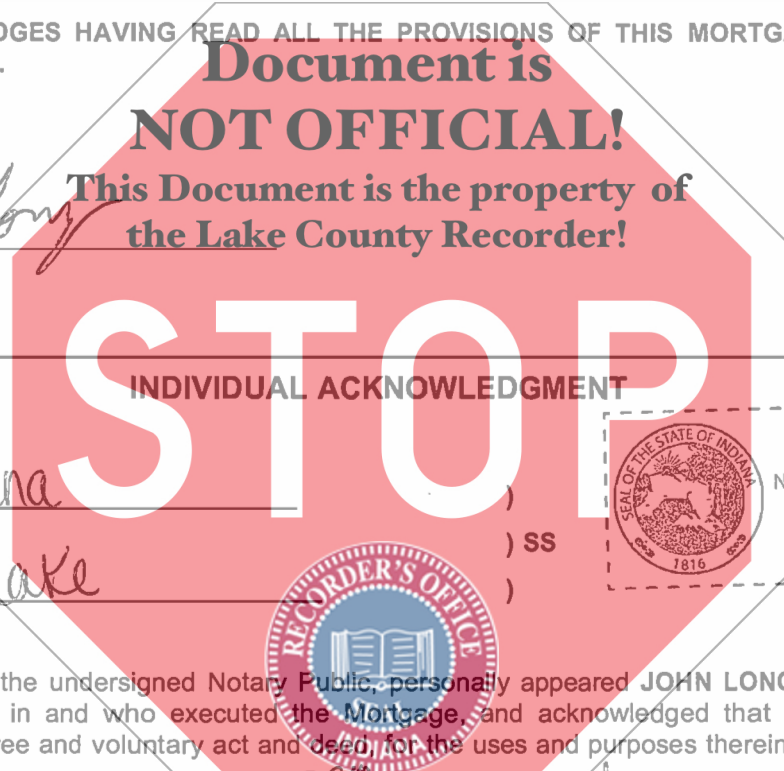 OGES HAVING READ ALL THE PROVISIONS OF THIS MORTGA
.
Document is
NOT OFFICIAL!
This Document is the property of
the Lake County Recorder!
STOP
INDIVIDUAL ACKNOWLEDGMENT
SEAL OF THE STATE OF INDIANA
1816
N
na )
) SS
ake )
RECORDER'S OFFICE
the undersigned Notary Public, personally appeared JOHN LONG
in and who executed the Mortgage, and acknowledged that
ree and voluntary act and deed, for the uses and purposes therein